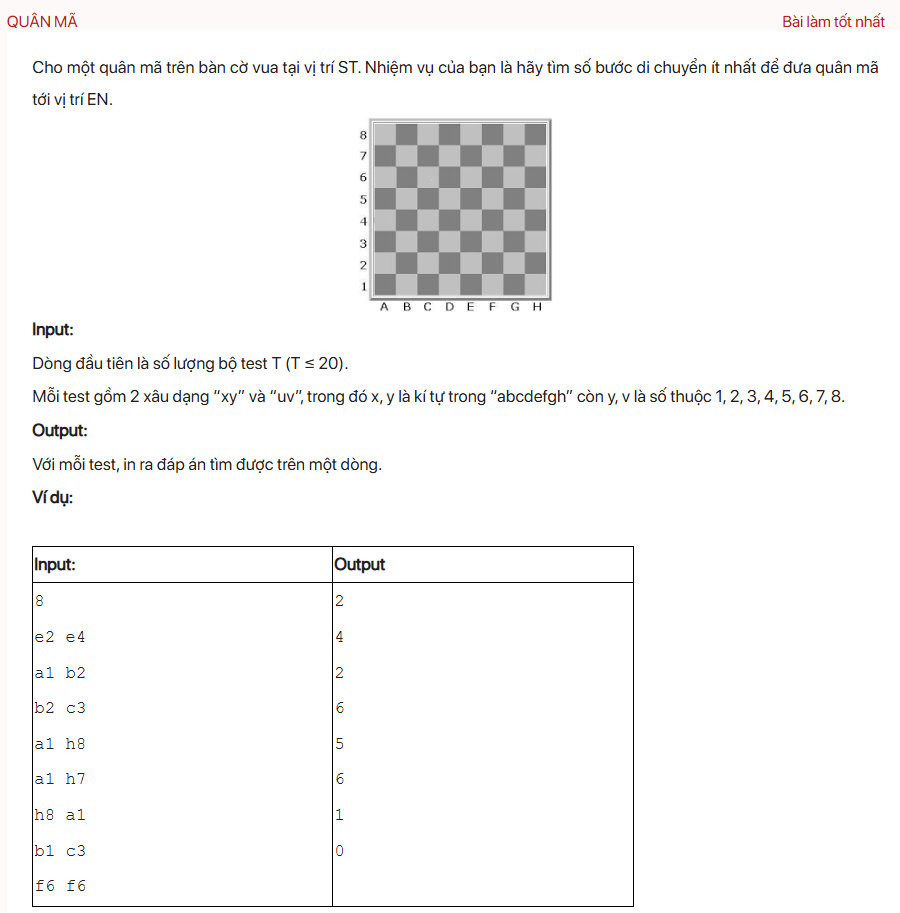 QUÂN MÃ
Bài làm tốt nhất
Cho một quân mã trên bàn cờ vua tại vị trí ST. Nhiệm vụ của bạn là hãy tìm số bước di chuyển ít nhất để đưa quân mã
tới vị trí EN.
8
7
6
5
4
3
2
1
A B C D E F G H
Input:
Dòng đầu tiên là số lượng bộ test T (T ≤ 20).
Mỗi test gồm 2 xâu dạng “xy” và “uv”, trong đó x, y là kí tự trong “abcdefgh” còn y, v là số thuộc 1, 2, 3, 4, 5, 6, 7, 8.
Output:
Với mỗi test, in ra đáp án tìm được trên một dòng.
Ví dụ:
Input:
Output
8
e2 e4
a1 b2
b2 c3
a1 h8
a1 h7
h8 a1
b1 c3
f6 f6
2
4
2
6
5
6
1
0